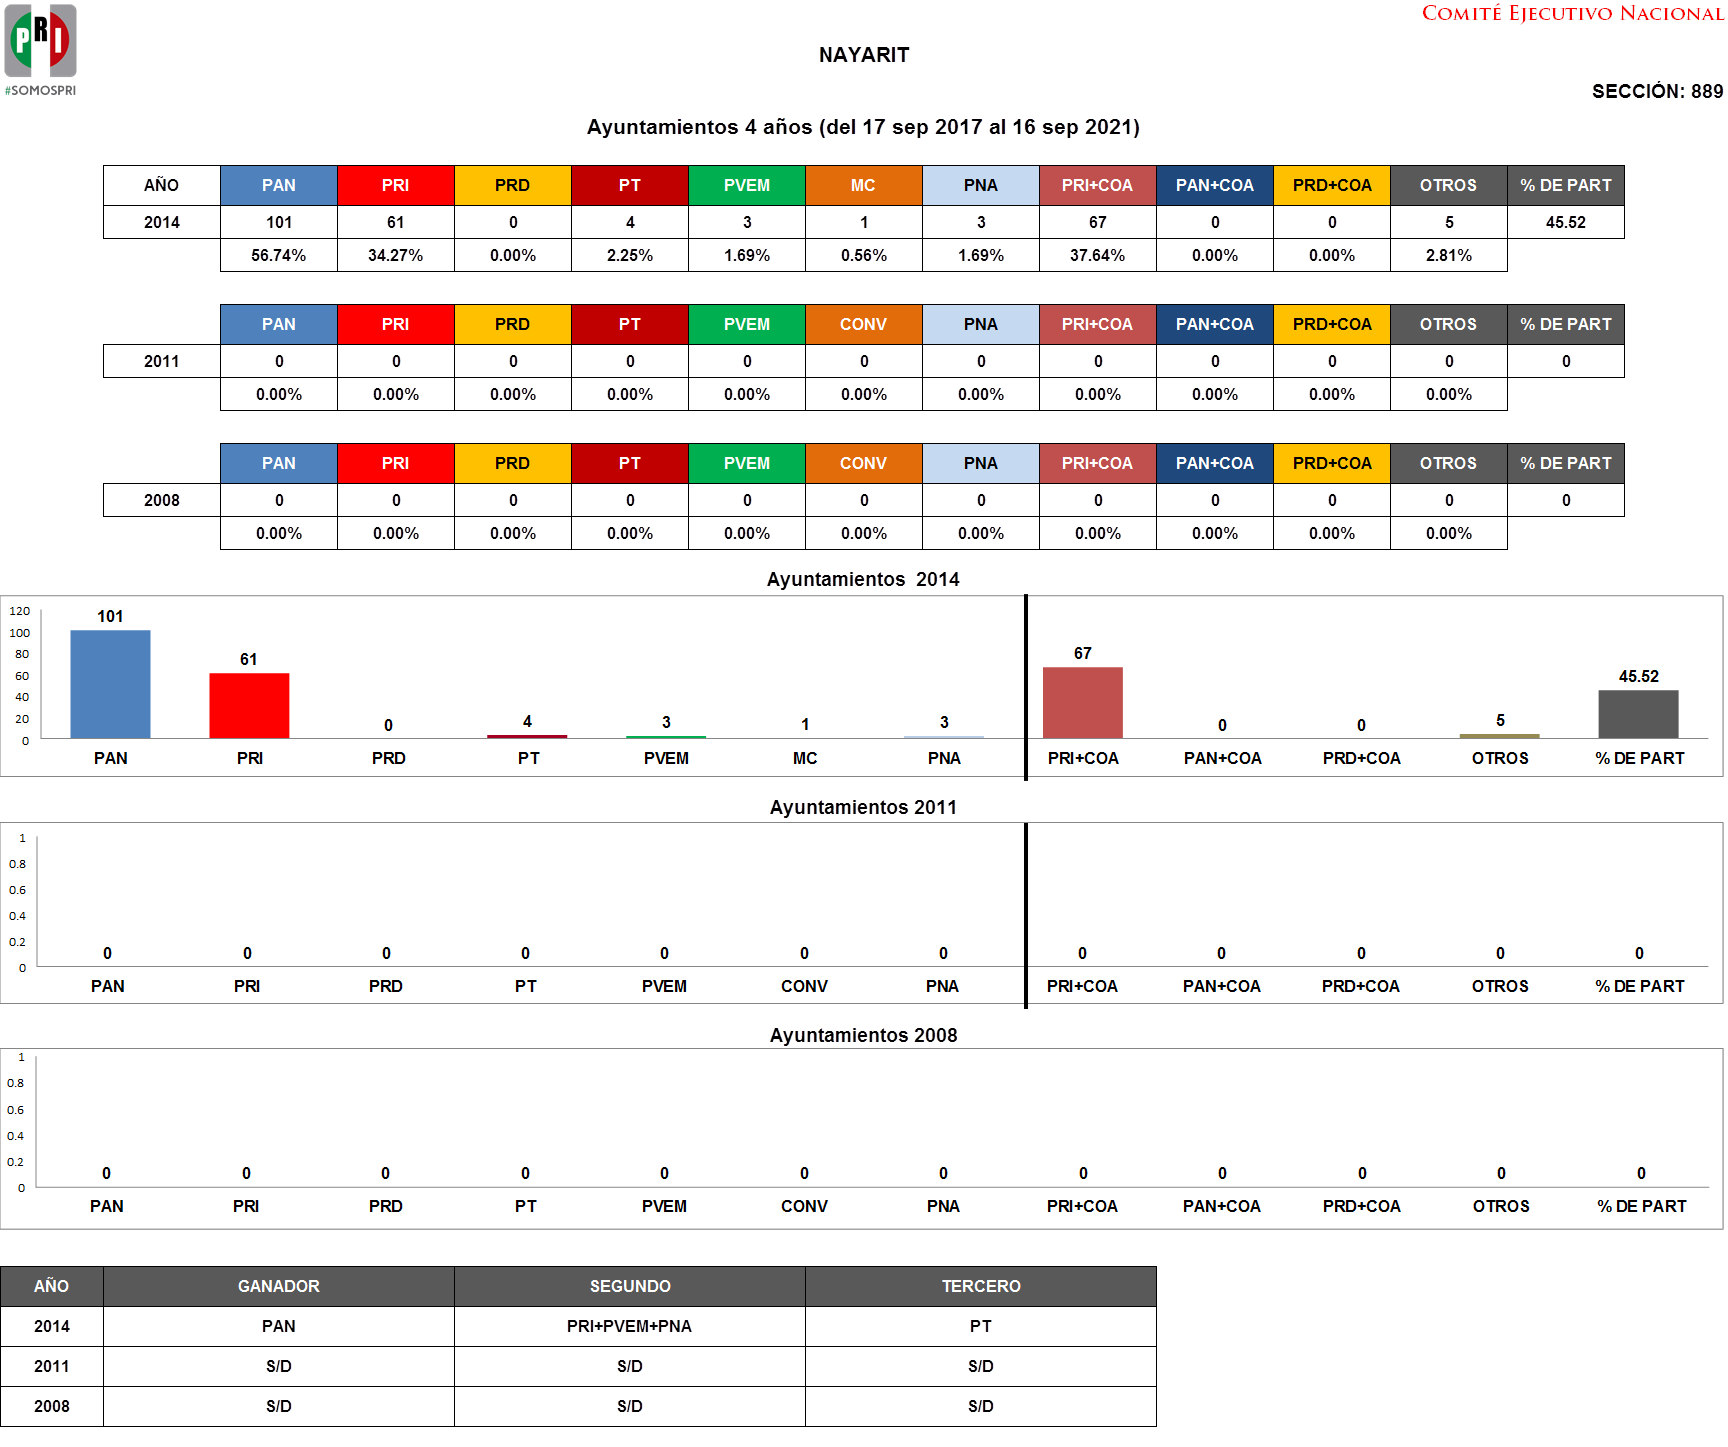 PRI
#SOMOSPRI
COMITÉ EJECUTIVO NACIONAL
NAYARIT
SECCIÓN: 889
Ayuntamientos 4 años (del 17 sep 2017 al 16 sep 2021)
AÑO PAN PRI PRD PT PVEM MC PNA PRI+COA PAN+COA PRD+COA OTROS % DE PART
2014 101 61 0 4 3 1 3 67 0 0 5 45.52
56.74% 34.27% 0.00% 2.25% 1.69% 0.56% 1.69% 37.64% 0.00% 0.00% 2.81%
PAN PRI PRD PT PVEM CONV PNA PRI+COA PAN+COA PRD+COA OTROS % DE PART
2011 0 0 0 0 0 0 0 0 0 0 0 0
0.00% 0.00% 0.00% 0.00% 0.00% 0.00% 0.00% 0.00% 0.00% 0.00% 0.00%
PAN PRI PRD PT PVEM CONV PNA PRI+COA PAN+COA PRD+COA OTROS % DE PART
2008 0 0 0 0 0 0 0 0 0 0 0 0
0.00% 0.00% 0.00% 0.00% 0.00% 0.00% 0.00% 0.00% 0.00% 0.00% 0.00%
Ayuntamientos 2014
120
100
80
60
40
20
0
101 61 0 4 3 1 3 67 0 0 5 45.52
PAN PRI PRD PT PVEM MC PNA PRI+COA PAN+COA PRD+COA OTROS % DE PART
Ayuntamientos 2011
1
0.8
0.6
0.4
0.2
0
0 0 0 0 0 0 0 0 0 0 0 0
PAN PRI PRD PT PVEM CONV PNA PRI+COA PAN+COA PRD+COA OTROS % DE PART
Ayuntamientos 2008
1
0.8
0.6
0.4
0.2
0
0 0 0 0 0 0 0 0 0 0 0 0
PAN PRI PRD PT PVEM CONV PNA PRI+COA PAN+COA PRD+COA OTROS % DE PART
AÑO GANADOR SEGUNDO TERCERO
2014 PAN PRI+PVEM+PNA PT
2011 S/D S/D S/D
2008 S/D S/D S/D